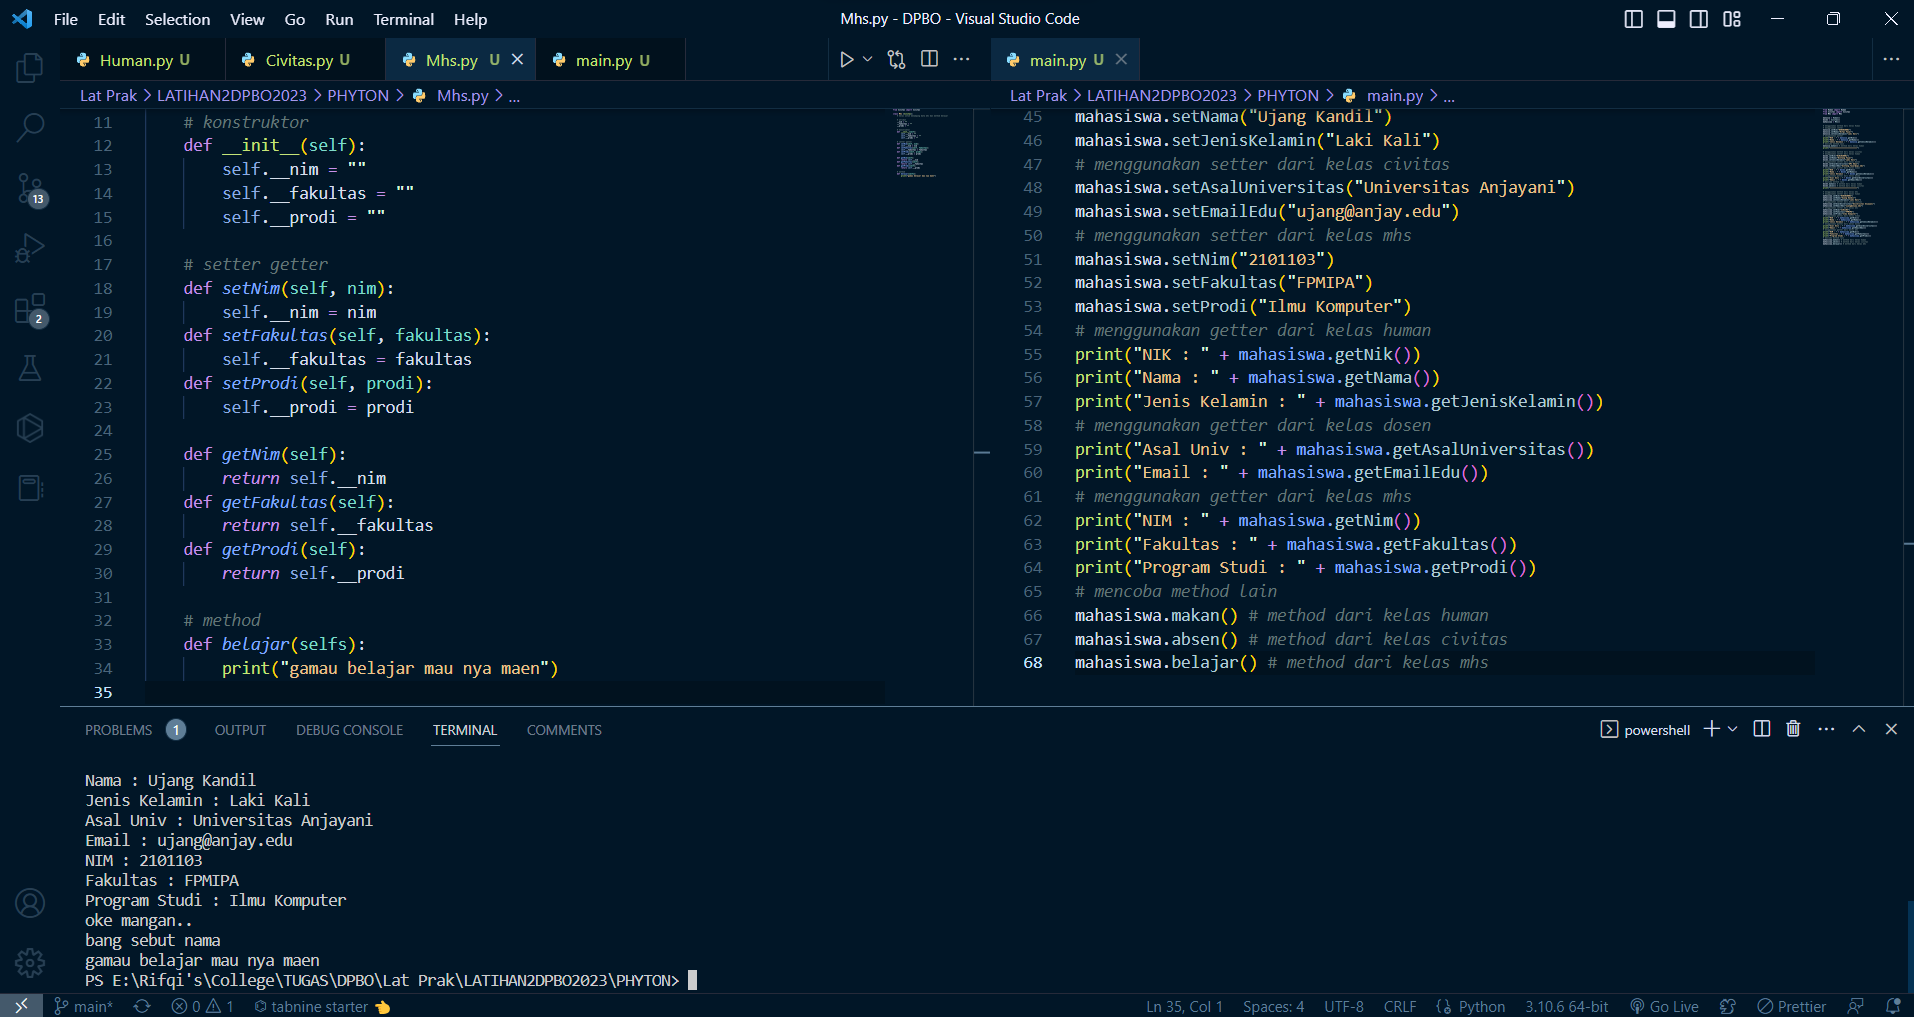 File Edit Selection View Go Run Terminal Help
Mhs.py - DPBO - Visual Studio Code
Human.py U
Civitas.py U
Mhs.py U
main.py U
main.py U
Lat Prak > LATIHAN2DPBO2023 > PHYTON > Mhs.py > ...
11 # konstruktor
12 def __init__(self):
13 self.__nim = ""
14 self.__fakultas = ""
15 self.__prodi = ""
16
17 # setter getter
18 def setNim(self, nim):
19 self.__nim = nim
20 def setFakultas(self, fakultas):
21 self.__fakultas = fakultas
22 def setProdi(self, prodi):
23 self.__prodi = prodi
24
25 def getNim(self):
26 return self.__nim
27 def getFakultas(self):
28 return self.__fakultas
29 def getProdi(self):
30 return self.__prodi
31
32 # method
33 def belajar(selfs):
34 print("gamau belajar mau nya maen")
35
Lat Prak > LATIHAN2DPBO2023 > PHYTON > main.py > ...
45 mahasiswa.setNama("Ujang Kandil")
46 mahasiswa.setJenisKelamin("Laki Kali")
47 # menggunakan setter dari kelas civitas
48 mahasiswa.setAsalUniversitas("Universitas Anjayani")
49 mahasiswa.setEmailEdu("ujang@anjay.edu")
50 # menggunakan setter dari kelas mhs
51 mahasiswa.setNim("2101103")
52 mahasiswa.setFakultas("FPMIPA")
53 mahasiswa.setProdi("Ilmu Komputer")
54 # menggunakan getter dari kelas human
55 print("NIK : " + mahasiswa.getNik())
56 print("Nama : " + mahasiswa.getNama())
57 print("Jenis Kelamin : " + mahasiswa.getJenisKelamin())
58 # menggunakan getter dari kelas dosen
59 print("Asal Univ : " + mahasiswa.getAsalUniversitas())
60 print("Email : " + mahasiswa.getEmailEdu())
61 # menggunakan getter dari kelas mhs
62 print("NIM : " + mahasiswa.getNim())
63 print("Fakultas : " + mahasiswa.getFakultas())
64 print("Program Studi : " + mahasiswa.getProdi())
65 # mencoba method lain
66 mahasiswa.makan() # method dari kelas human
67 mahasiswa.absen() # method dari kelas civitas
68 mahasiswa.belajar() # method dari kelas mhs
13
2
PROBLEMS 1 OUTPUT DEBUG CONSOLE TERMINAL COMMENTS
powershell
Nama : Ujang Kandil
Jenis Kelamin : Laki Kali
Asal Univ : Universitas Anjayani
Email : ujang@anjay.edu
NIM : 2101103
Fakultas : FPMIPA
Program Studi : Ilmu Komputer
oke mangan..
bang sebut nama
gamau belajar mau nya maen
PS E:\Rifqi's\College\TUGAS\DPBO\Lat Prak\LATIHAN2DPBO2023\PHYTON>
main* 0 1 tabnine starter 👈 Ln 35, Col 1 Spaces: 4 UTF-8 CRLF Python 3.10.6 64-bit Go Live Prettier